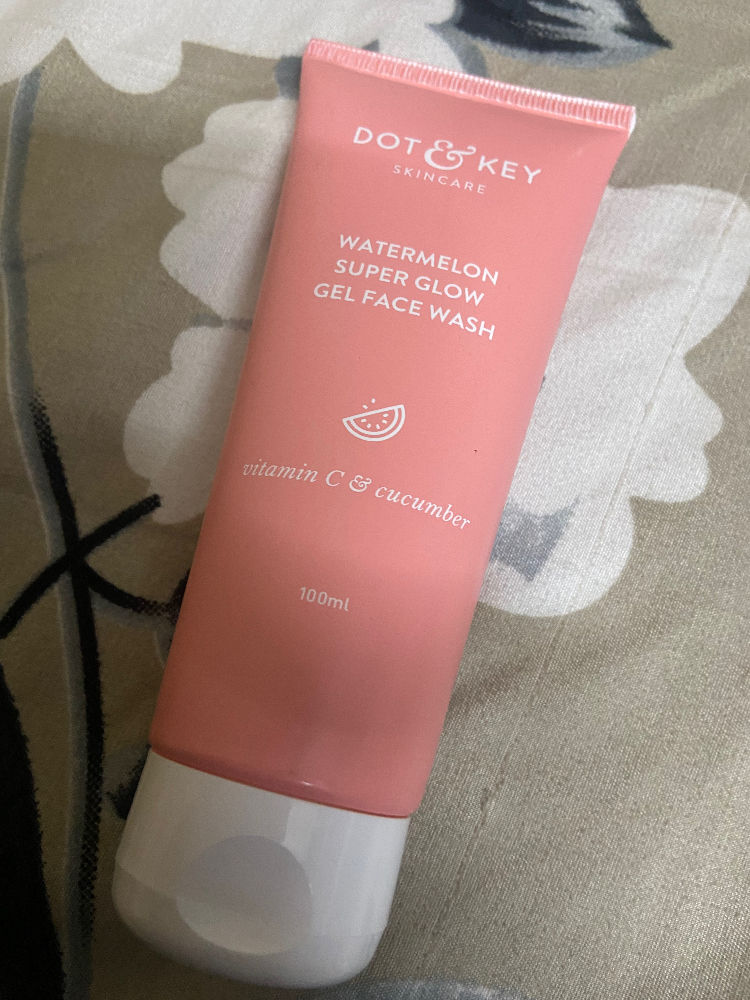 DOT & KEY
SKINCARE
WATERMELON
SUPER GLOW
GEL FACE WASH
vitamin C & cucumber
100ml